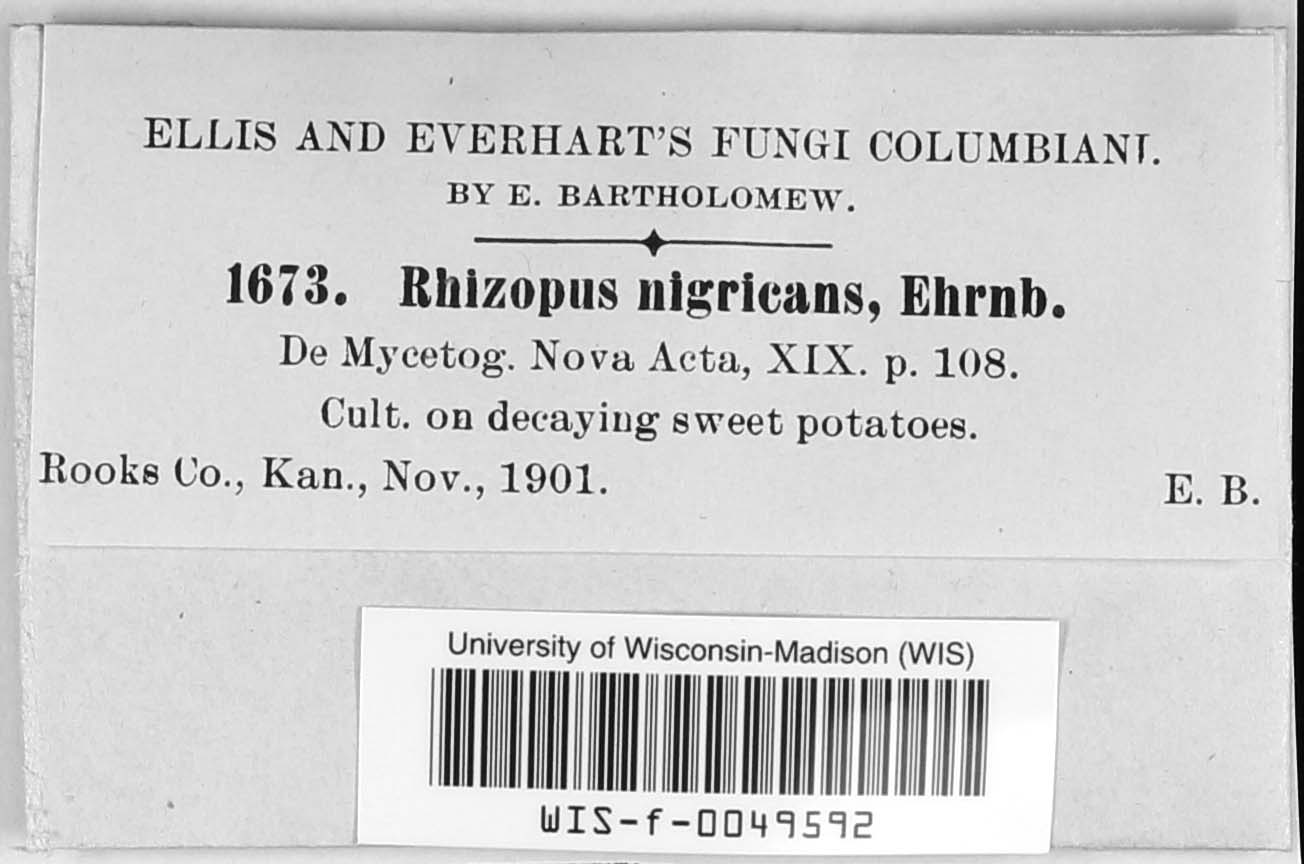 ELLIS AND EVERHART'S FUNGI COLUMBIANI.
BY E. BARTHOLOMEW.
1673. Rhizopus nigricans, Ehrnb.
De Mycetog. Nova Acta, XIX. p. 108.
Cult. on decaying sweet potatoes.
Rooks Co., Kan., Nov., 1901. E. B.
University of Wisconsin-Madison (WIS)
WIS-f-0049592